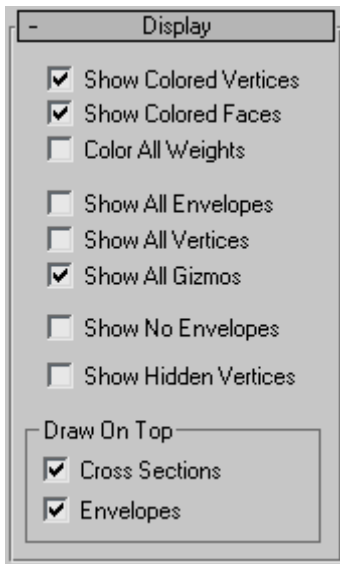 - Display
Show Colored Vertices
Show Colored Faces
Color All Weights
Show All Envelopes
Show All Vertices
Show All Gizmos
Show No Envelopes
Show Hidden Vertices
Draw On Top
Cross Sections
Envelopes